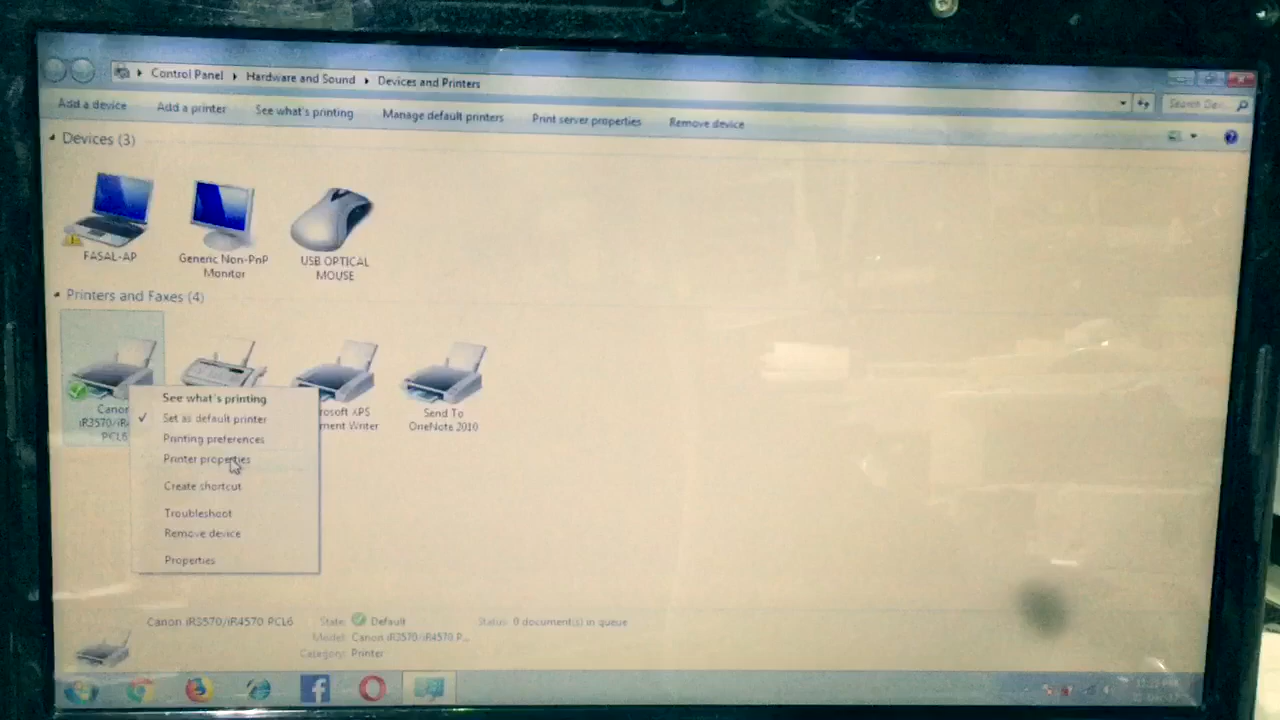 Control Panel Hardware and Sound Devices and Printers
Search Dev...
Add a device Add a printer See what's printing Manage default printers Print server properties Remove device
Devices (3)
FASAL-AP
Generic Non-PnP
Monitor
USB OPTICAL
MOUSE
Printers and Faxes (4)
Canon
iR3570/iR4
PCL6
rosoft XPS
ment Writer
Send To
OneNote 2010
See what's printing
Set as default printer
Printing preferences
Printer properties
Create shortcut
Troubleshoot
Remove device
Properties
Canon iR3570/iR4570 PCL6 State: Default Status: 0 document(s) in queue
Model: Canon iR3570/iR4570 P...
Category: Printer